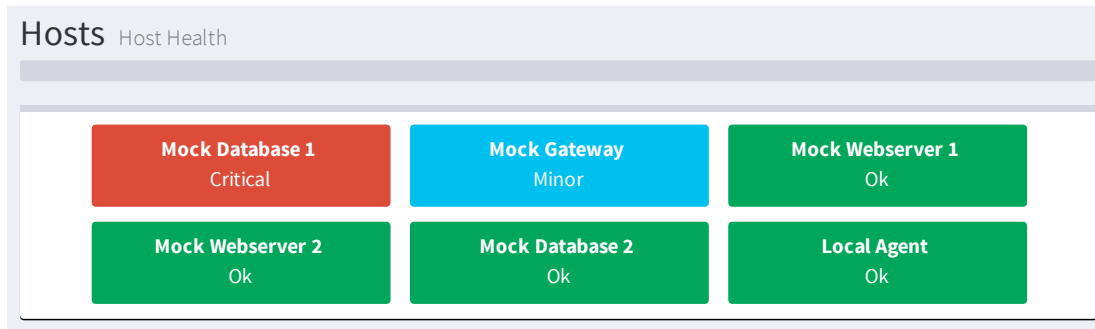 Hosts Host Health
Mock Database 1
Critical
Mock Gateway
Minor
Mock Webserver 1
Ok
Mock Webserver 2
Ok
Mock Database 2
Ok
Local Agent
Ok